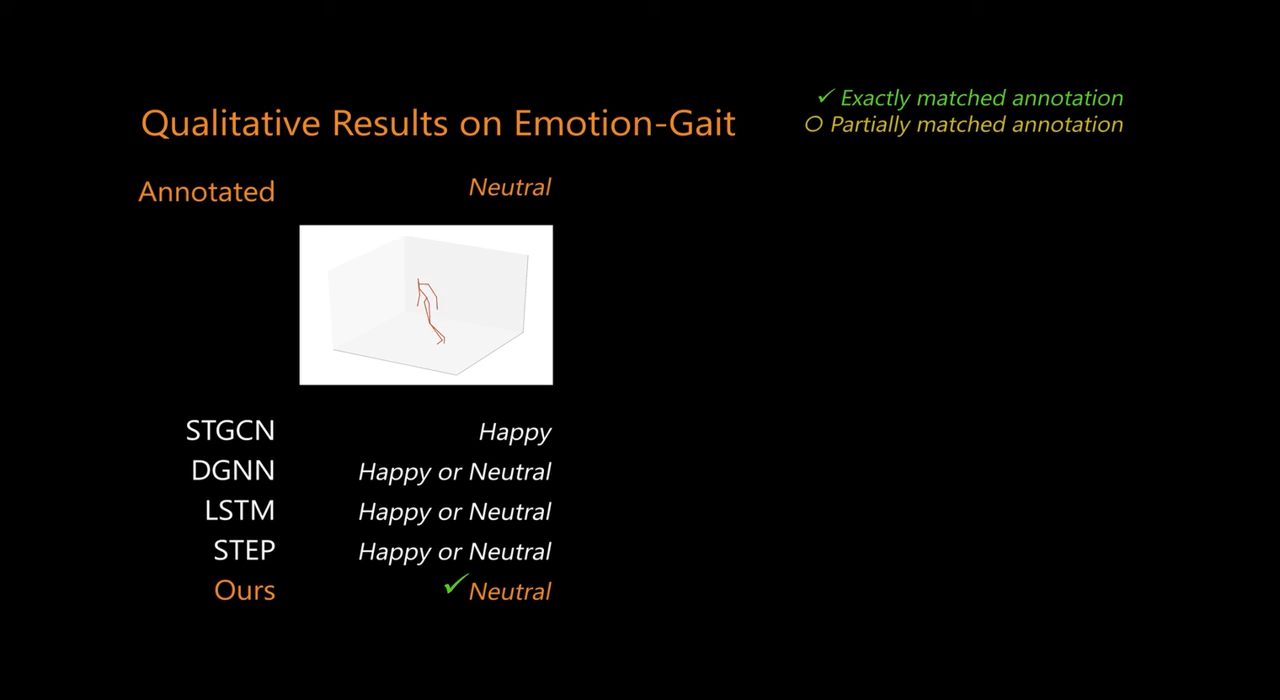 Qualitative Results on Emotion-Gait
✓ Exactly matched annotation
○ Partially matched annotation
Annotated Neutral
STGCN Happy
DGNN Happy or Neutral
LSTM Happy or Neutral
STEP Happy or Neutral
Ours ✓ Neutral